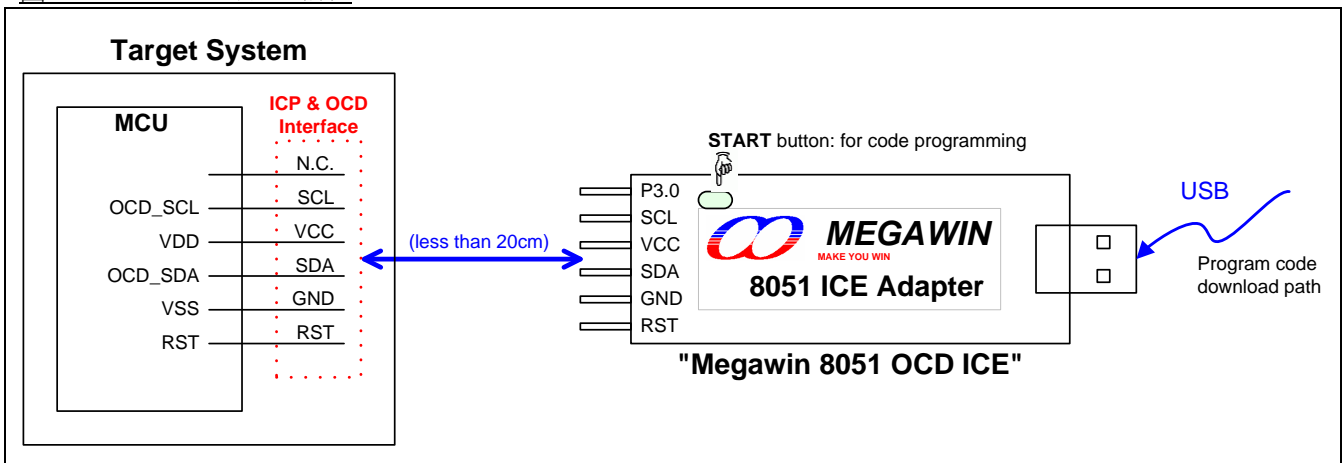 Target System
ICP & OCD
Interface
MCU
N.C.
SCL
OCD_SCL
VCC
VDD
SDA
OCD_SDA
GND
VSS
RST
RST
(less than 20cm)
START button: for code programming
P3.0
SCL
VCC
SDA
GND
RST
MEGAWIN
MAKE YOU WIN
8051 ICE Adapter
"Megawin 8051 OCD ICE"
USB
Program code
download path